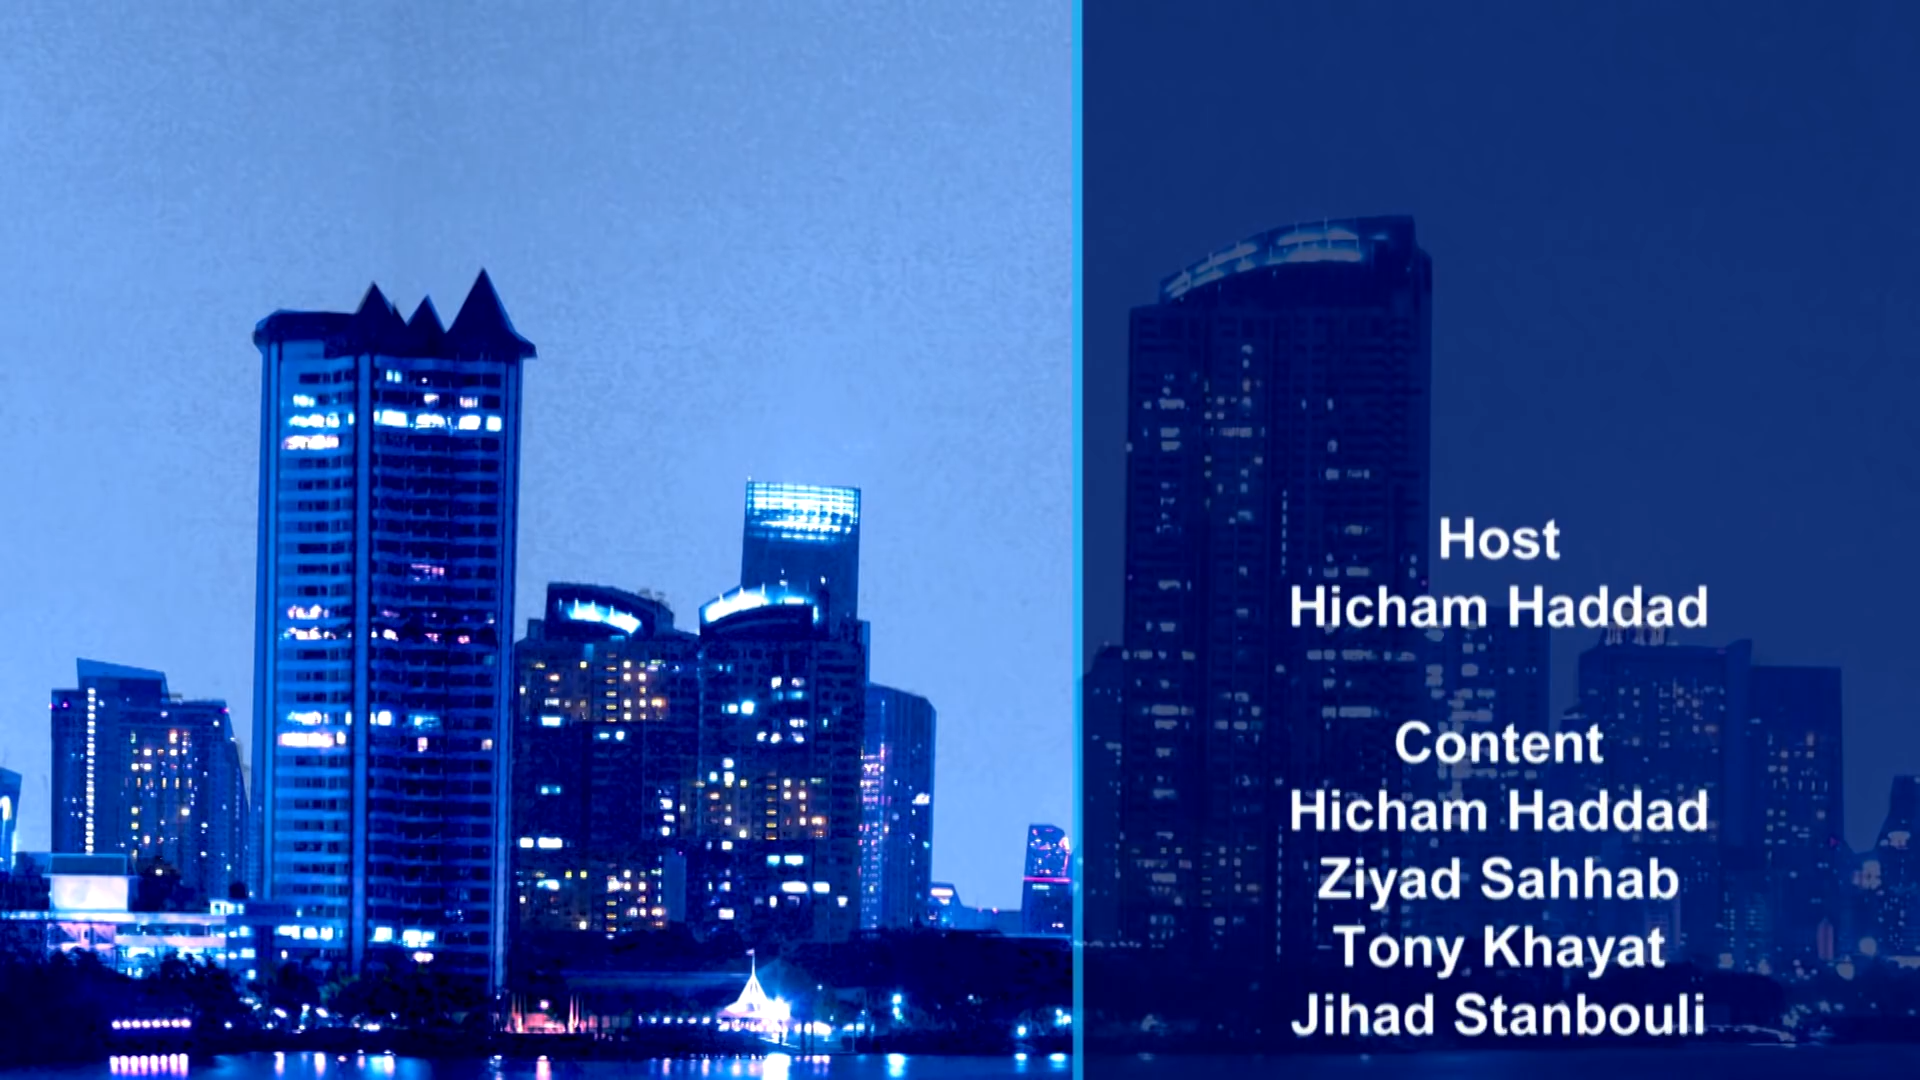 Host
Hicham Haddad
Content
Hicham Haddad
Ziyad Sahhab
Tony Khayat
Jihad Stanbouli